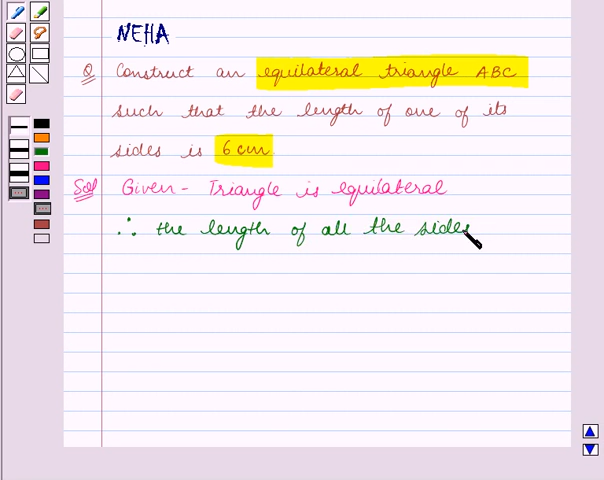 NEHA
Q Construct an equilateral triangle ABC
such that the length of one of its
sides is 6 cm.
Sol Given - Triangle is equilateral
∴ the length of all the sides